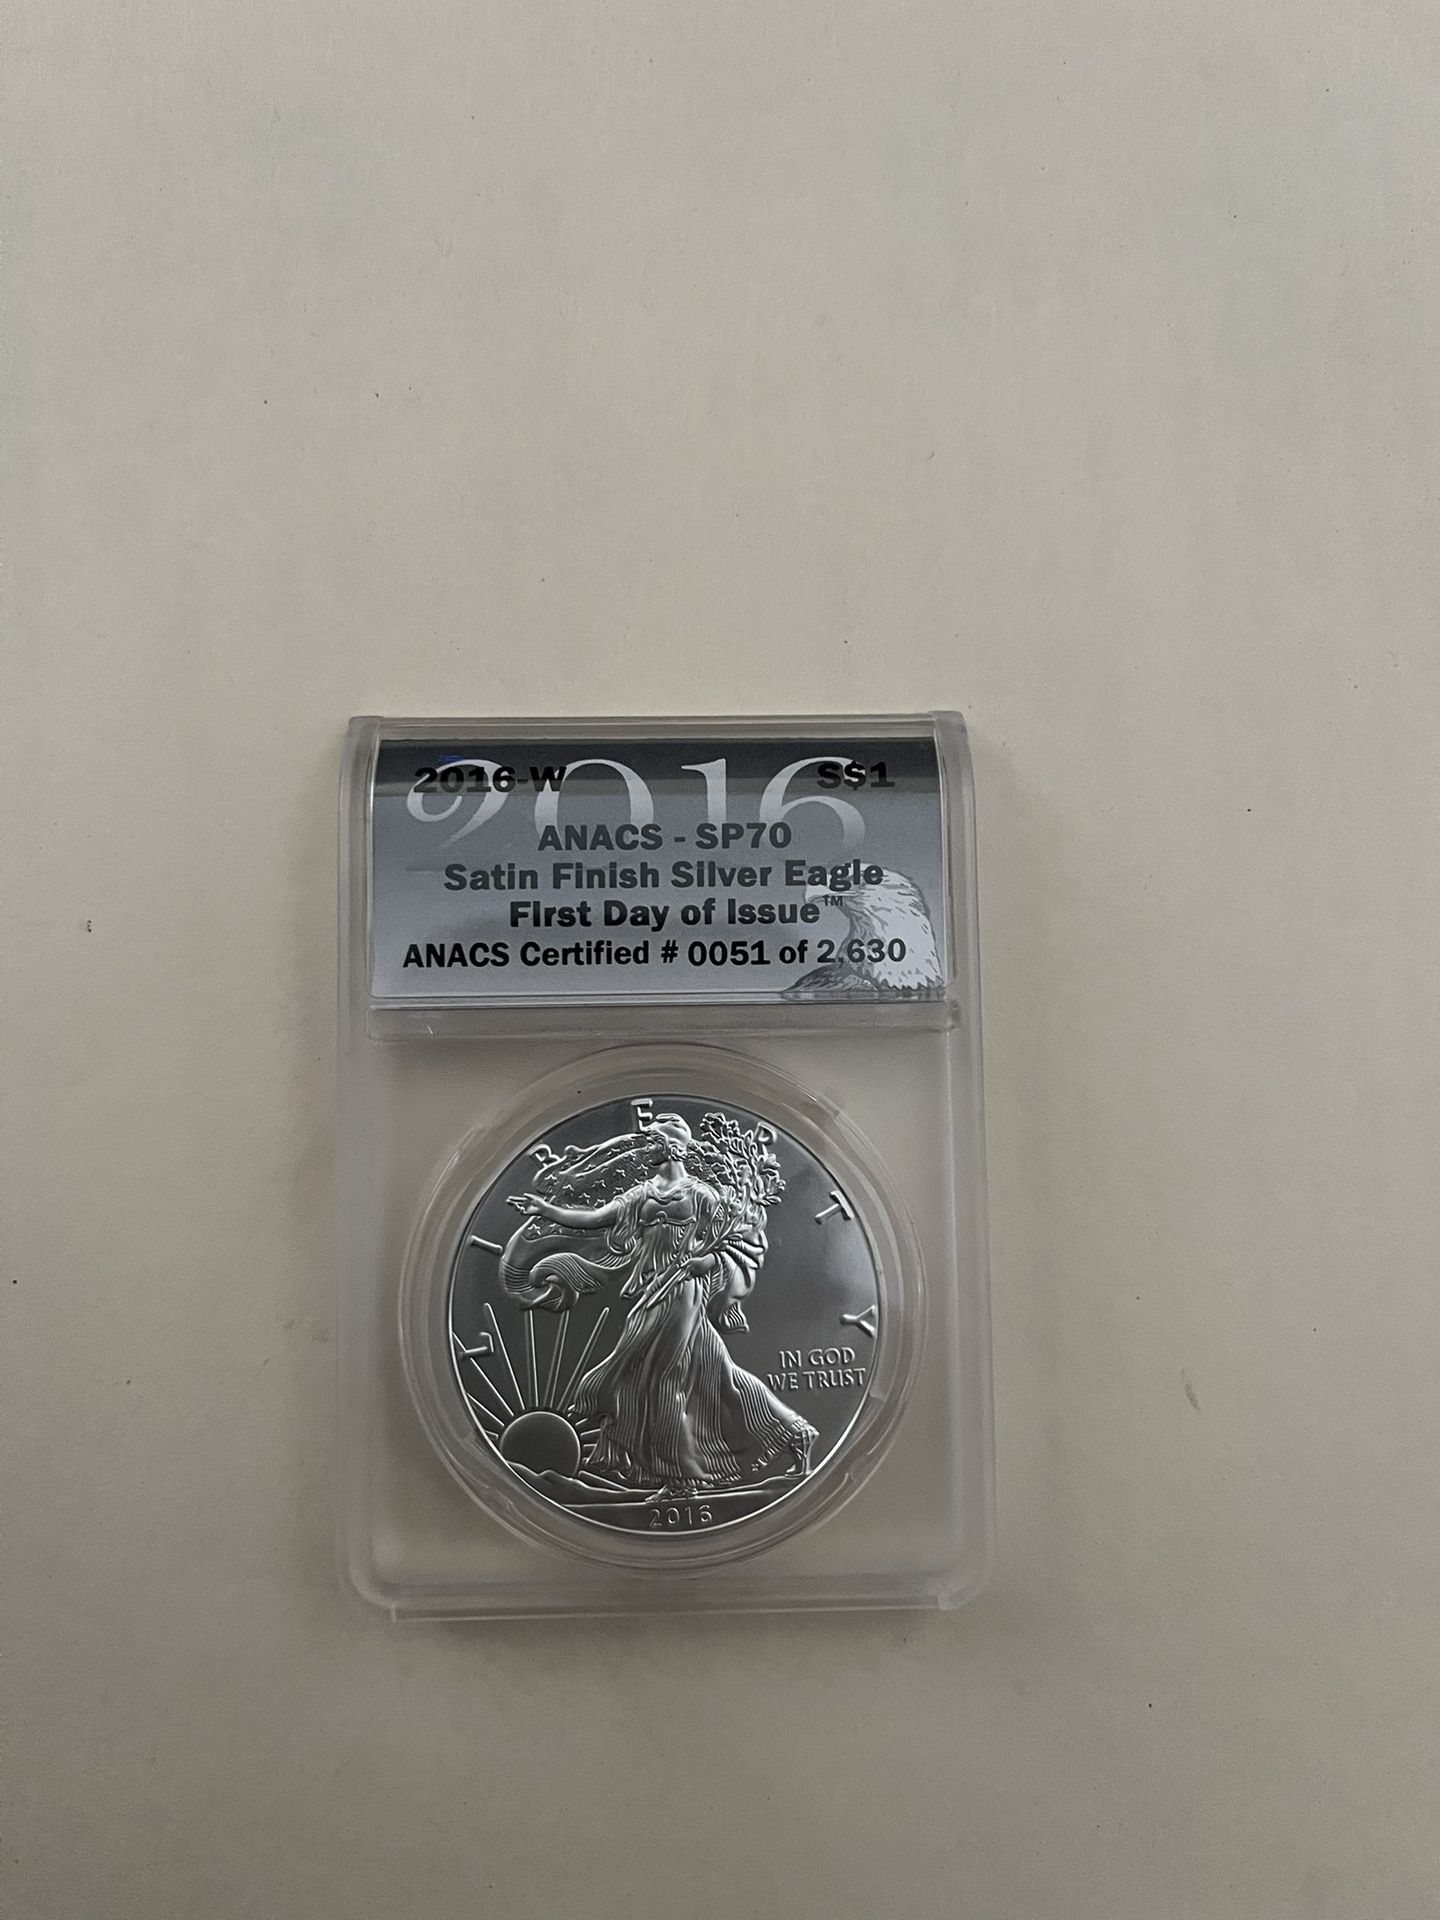 2016
2016-W S$1
ANACS - SP70
Satin Finish Silver Eagle
First Day of Issue™
ANACS Certified # 0051 of 2,630
LIBERTY
IN GOD
WE TRUST
2016